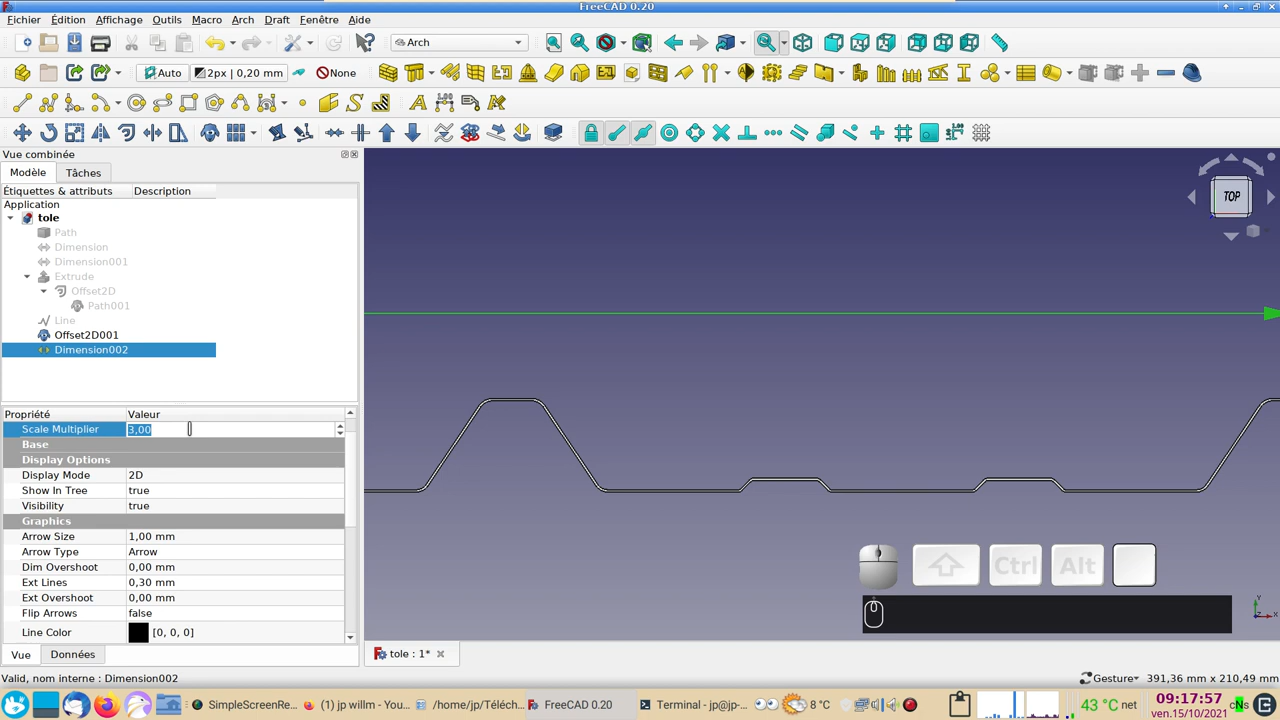 FreeCAD 0.20
Fichier Édition Affichage Outils Macro Arch Draft Fenêtre Aide
Arch
Auto 2px | 0,20 mm None
Vue combinée
Modèle Tâches
Étiquettes & attributs Description
Application
tole
Path
Dimension
Dimension001
Extrude
Offset2D
Path001
Line
Offset2D001
Dimension002
TOP
Propriété Valeur
Scale Multiplier 3,00
Base
Display Options
Display Mode 2D
Show In Tree true
Visibility true
Graphics
Arrow Size 1,00 mm
Arrow Type Arrow
Dim Overshoot 0,00 mm
Ext Lines 0,30 mm
Ext Overshoot 0,00 mm
Flip Arrows false
Line Color [0, 0, 0]
Ctrl Alt
Vue Données
tole : 1*
Valid, nom interne : Dimension002
Gesture 391,36 mm x 210,49 mm
SimpleScreenRe... (1) jp willm - You... /home/jp/Téléch... FreeCAD 0.20 Terminal - jp@jp-... 8 °C 43 °C net 09:17:57
ven.15/10/2021
cNs